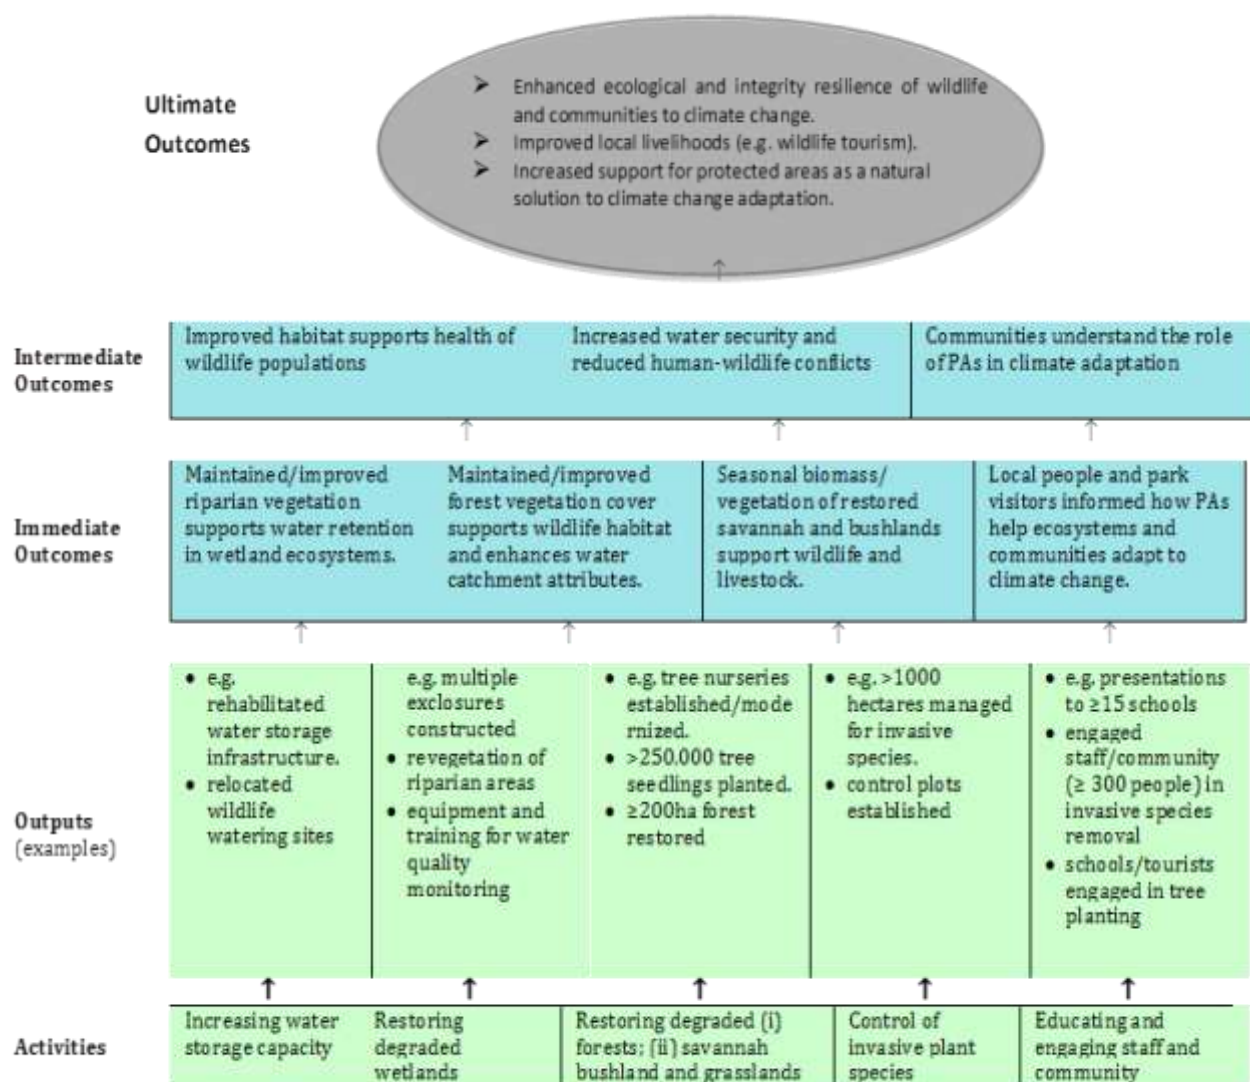 Ultimate
Outcomes
➢ Enhanced ecological and integrity resilience of wildlife
and communities to climate change.
➢ Improved local livelihoods (e.g. wildlife tourism).
➢ Increased support for protected areas as a natural
solution to climate change adaptation.
Intermediate
Outcomes
Improved habitat supports health of
wildlife populations
Increased water security and
reduced human-wildlife conflicts
Communities understand the role
of PAs in climate adaptation
Immediate
Outcomes
Maintained/improved
riparian vegetation
supports water retention
in wetland ecosystems.
Maintained/improved
forest vegetation cover
supports wildlife habitat
and enhances water
catchment attributes.
Seasonal biomass/
vegetation of restored
savannah and bushlands
support wildlife and
livestock.
Local people and park
visitors informed how PAs
help ecosystems and
communities adapt to
climate change.
Outputs
(examples)
• e.g.
rehabilitated
water storage
infrastructure.
• relocated
wildlife
watering sites
e.g. multiple
exclosures
constructed
• revegetation of
riparian areas
• equipment and
training for water
quality
monitoring
• e.g. tree nurseries
established/mode
rnized.
• >250.000 tree
seedlings planted.
• ≥200ha forest
restored
• e.g. >1000
hectares managed
for invasive
species.
• control plots
established
• e.g. presentations
to ≥15 schools
• engaged
staff/community
(≥ 300 people) in
invasive species
removal
• schools/tourists
engaged in tree
planting
Activities
Increasing water
storage capacity
Restoring
degraded
wetlands
Restoring degraded (i)
forests; (ii) savannah
bushland and grasslands
Control of
invasive plant
species
Educating and
engaging staff and
community